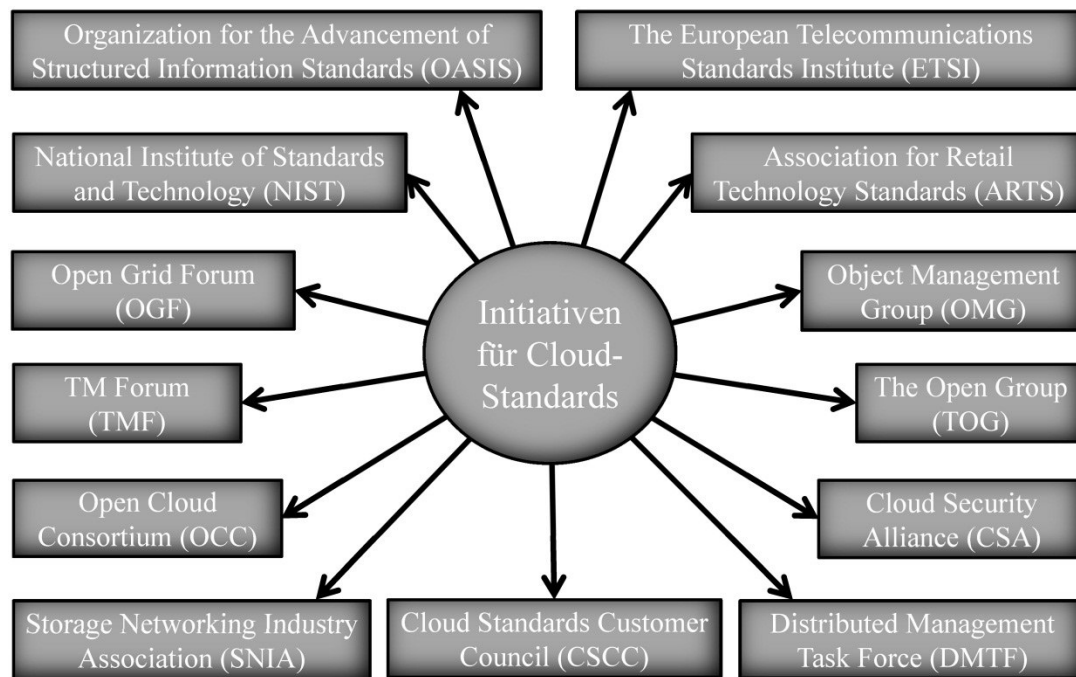 Organization for the Advancement of
Structured Information Standards (OASIS)
The European Telecommunications
Standards Institute (ETSI)
National Institute of Standards
and Technology (NIST)
Association for Retail
Technology Standards (ARTS)
Open Grid Forum
(OGF)
Initiativen
für Cloud-
Standards
Object Management
Group (OMG)
TM Forum
(TMF)
The Open Group
(TOG)
Open Cloud
Consortium (OCC)
Cloud Security
Alliance (CSA)
Storage Networking Industry
Association (SNIA)
Cloud Standards Customer
Council (CSCC)
Distributed Management
Task Force (DMTF)